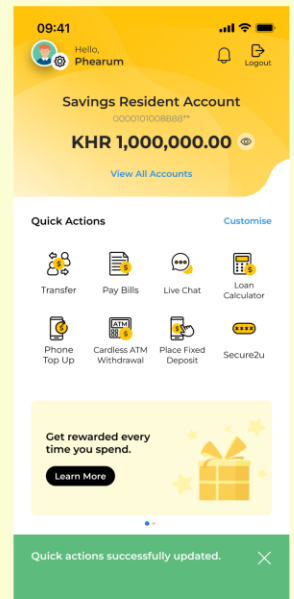 09:41
Hello,
Phearum
Logout
Savings Resident Account
0000101008888**
KHR 1,000,000.00
View All Accounts
Quick Actions
Customise
Transfer
Pay Bills
Live Chat
Loan
Calculator
ATM
Phone
Top Up
Cardless ATM
Withdrawal
Place Fixed
Deposit
Secure2u
Get rewarded every
time you spend.
Learn More
Quick actions successfully updated.